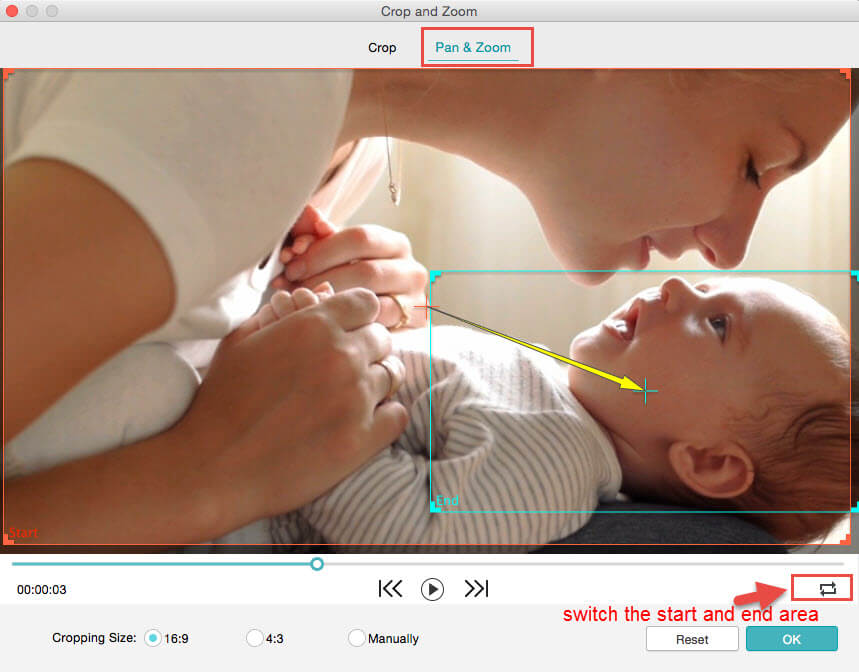 Crop and Zoom
Crop Pan & Zoom
End
Start
00:00:03
switch the start and end area
Cropping Size: 16:9 4:3 Manually Reset OK